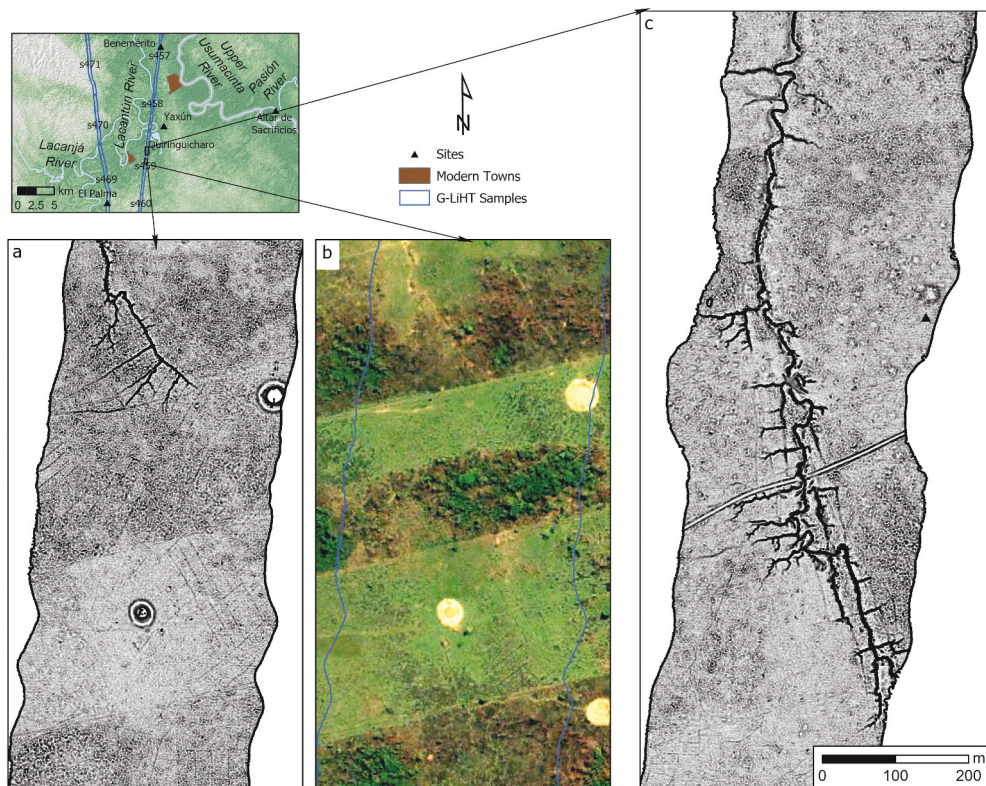 Benemérito
s457
s471
Upper
Usumacinta
River
Pasión River
Lacantún River
s458
s470
Yaxún
Altar de
Sacrificios
Quiringuicharo
Lacanjá
River
s459
s469
El Palma
s460
0 2.5 5 km
N
Sites
Modern Towns
G-LiHT Samples
a
b
c
0 100 200 m